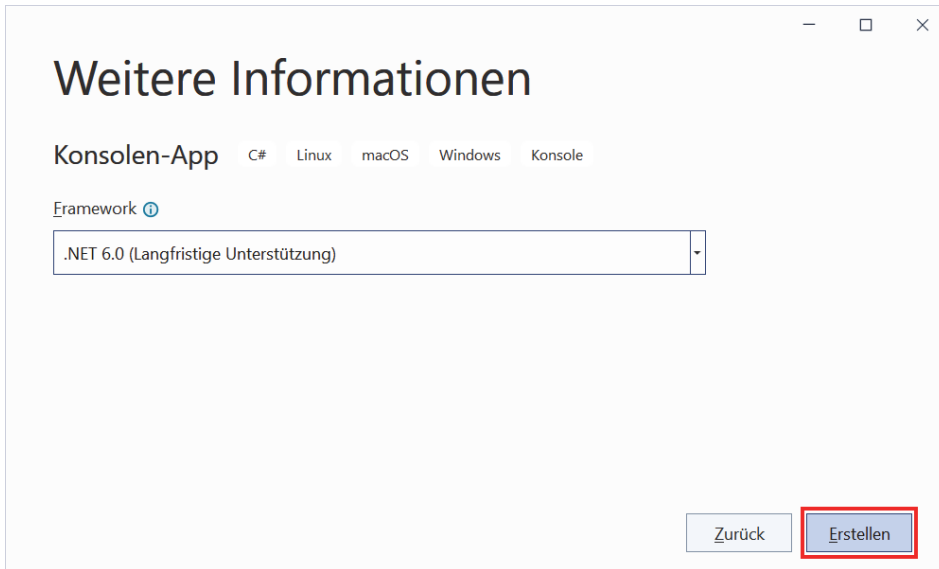 Weitere Informationen
Konsolen-App C# Linux macOS Windows Konsole
Framework
.NET 6.0 (Langfristige Unterstützung)
Zurück Erstellen